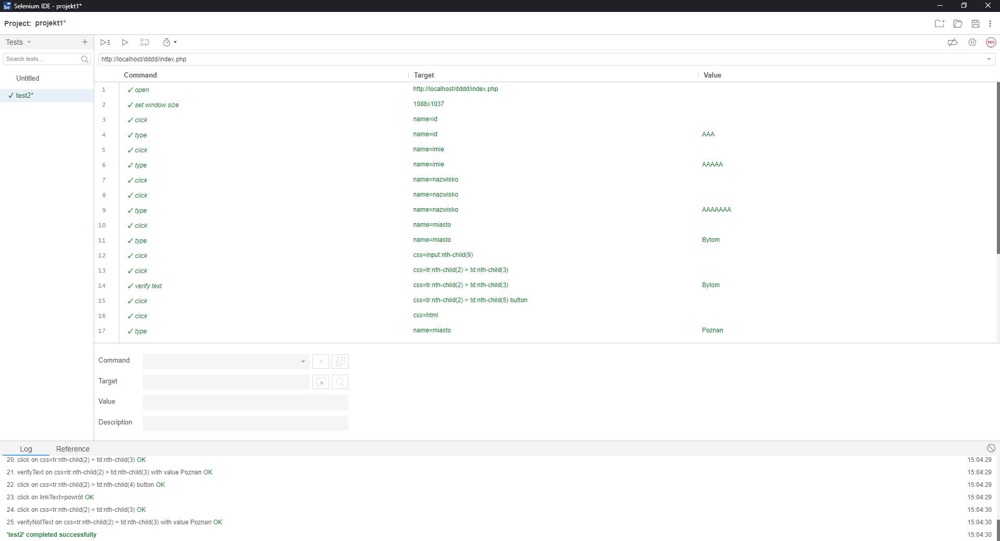 Se Selenium IDE - projekt1*
Project: projekt1*
Tests
REC
Search tests...
http://localhost/dddd/index.php
Untitled
✓ test2*
Command Target Value
1 ✓ open http://localhost/dddd/index.php
2 ✓ set window size 1088x1037
3 ✓ click name=id
4 ✓ type name=id AAA
5 ✓ click name=imie
6 ✓ type name=imie AAAAA
7 ✓ click name=nazwisko
8 ✓ click name=nazwisko
9 ✓ type name=nazwisko AAAAAAA
10 ✓ click name=miasto
11 ✓ type name=miasto Bytom
12 ✓ click css=input:nth-child(9)
13 ✓ click css=tr:nth-child(2) > td:nth-child(3)
14 ✓ verify text css=tr:nth-child(2) > td:nth-child(3) Bytom
15 ✓ click css=tr:nth-child(2) > td:nth-child(5) button
16 ✓ click css=html
17 ✓ type name=miasto Poznan
Command //
Target
Value
Description
Log Reference
20. click on css=tr:nth-child(2) > td:nth-child(3) OK 15:04:29
21. verifyText on css=tr:nth-child(2) > td:nth-child(3) with value Poznan OK 15:04:29
22. click on css=tr:nth-child(2) > td:nth-child(4) button OK 15:04:29
23. click on linkText=powrót OK 15:04:29
24. click on css=tr:nth-child(2) > td:nth-child(3) OK 15:04:30
25. verifyNotText on css=tr:nth-child(2) > td:nth-child(3) with value Poznan OK 15:04:30
'test2' completed successfully 15:04:30